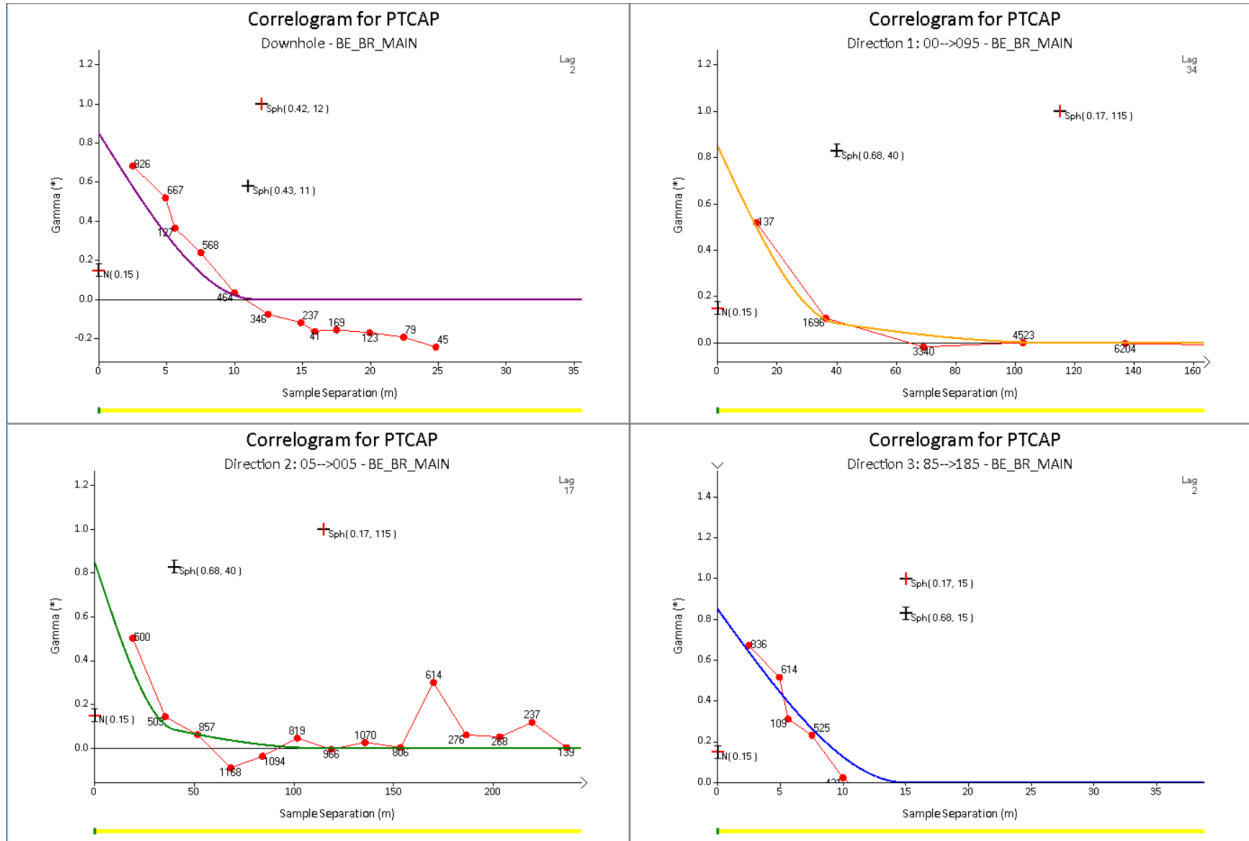 Correlogram for PTCAP
Downhole - BE_BR_MAIN
Lag
2
1.2
1.0
0.8
0.6
0.4
0.2
0.0
-0.2
Gamma (*)
Sph( 0.42, 12 )
Sph( 0.43, 11 )
N( 0.15 )
926
667
127
568
464
346
237
41
169
123
79
45
0
5
10
15
20
25
30
35
Sample Separation (m)
Correlogram for PTCAP
Direction 1: 00-->095 - BE_BR_MAIN
Lag
34
1.2
1.0
0.8
0.6
0.4
0.2
0.0
Gamma (*)
Sph( 0.17, 115 )
Sph( 0.68, 40 )
N( 0.15 )
137
1696
3340
4523
6204
0
20
40
60
80
100
120
140
160
Sample Separation (m)
Correlogram for PTCAP
Direction 2: 05-->005 - BE_BR_MAIN
Lag
17
1.2
1.0
0.8
0.6
0.4
0.2
0.0
Gamma (*)
Sph( 0.17, 115 )
Sph( 0.68, 40 )
N( 0.15 )
857
1168
1094
819
1070
614
276
237
0
50
100
150
200
Sample Separation (m)
Correlogram for PTCAP
Direction 3: 85-->185 - BE_BR_MAIN
Lag
2
1.4
1.2
1.0
0.8
0.6
0.4
0.2
0.0
Gamma (*)
Sph( 0.17, 15 )
Sph( 0.68, 15 )
N( 0.15 )
836
614
109
525
0
5
10
15
20
25
30
35
Sample Separation (m)